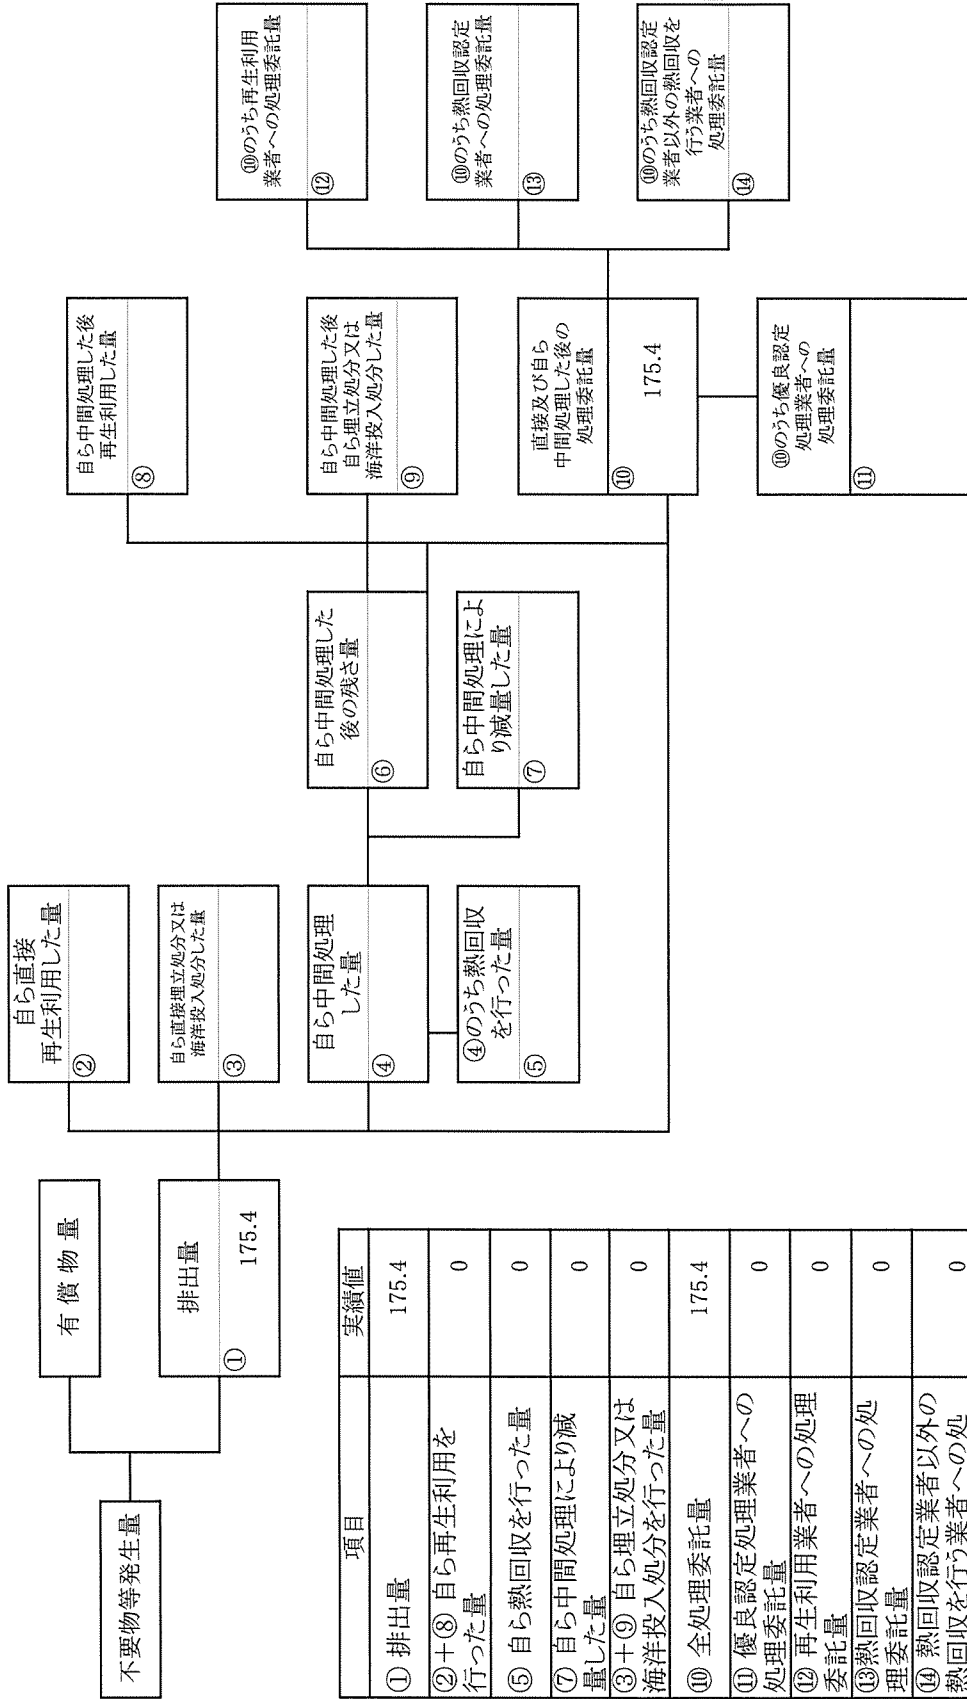 不要物等発生量
有償物量
排出量
①
175.4
自ら直接
再生利用した量
②
自ら直接埋立処分又は
海洋投入処分した量
③
自ら中間処理
した量
④
④のうち熱回収
を行った量
⑤
自ら中間処理した
後の残さ量
⑥
自ら中間処理によ
り減量した量
⑦
自ら中間処理した後
再生利用した量
⑧
自ら中間処理した後
自ら埋立処分又は
海洋投入処分した量
⑨
直接及び自ら
中間処理した後の
処理委託量
⑩
175.4
⑩のうち優良認定
処理業者への
処理委託量
⑪
⑩のうち再生利用
業者への処理委託量
⑫
⑩のうち熱回収認定
業者への処理委託量
⑬
⑩のうち熱回収認定
業者以外の熱回収を
行う業者への
処理委託量
⑭
項目 実績値
① 排出量 175.4
②+⑧ 自ら再生利用を
行った量 0
⑤ 自ら熱回収を行った量 0
⑦ 自ら中間処理により減
量した量 0
③+⑨ 自ら埋立処分又は
海洋投入処分を行った量 0
⑩ 全処理委託量 175.4
⑪ 優良認定処理業者への
処理委託量 0
⑫ 再生利用業者への処理
委託量 0
⑬熱回収認定業者への処
理委託量 0
⑭ 熱回収認定業者以外の
熱回収を行う業者への処 0